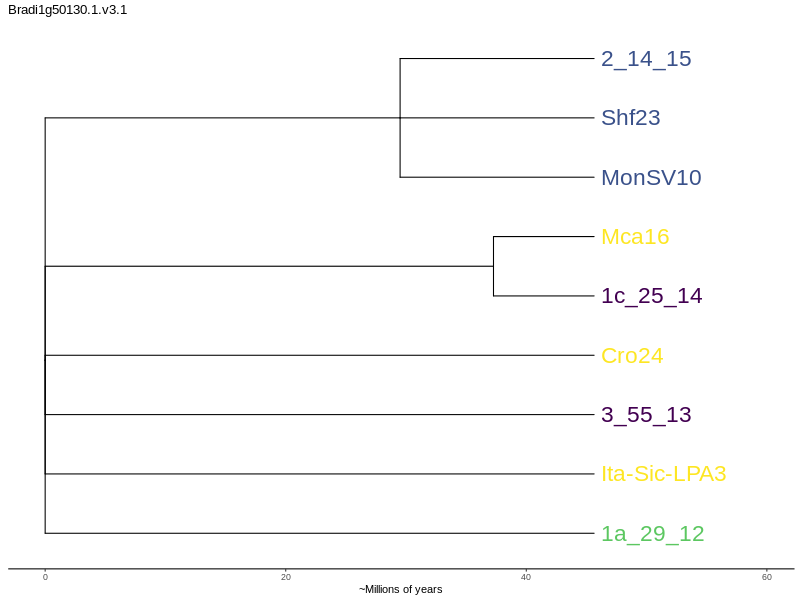 Bradi1g50130.1.v3.1
2_14_15
Shf23
MonSV10
Mca16
1c_25_14
Cro24
3_55_13
Ita-Sic-LPA3
1a_29_12
0 20 40 60
~Millions of years